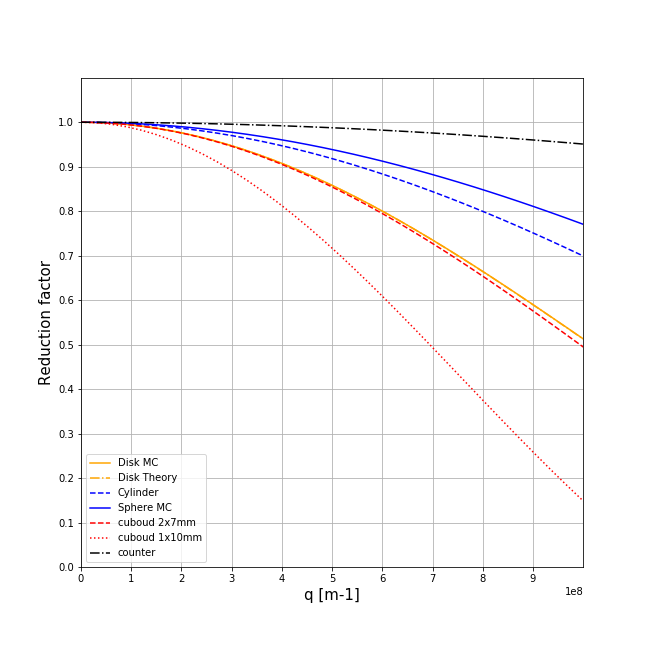 1.0
0.9
0.8
0.7
0.6
0.5
0.4
0.3
0.2
0.1
0.0
Reduction factor
Disk MC
Disk Theory
Cylinder
Sphere MC
cuboud 2x7mm
cuboud 1x10mm
counter
0 1 2 3 4 5 6 7 8 9
1e8
q [m-1]